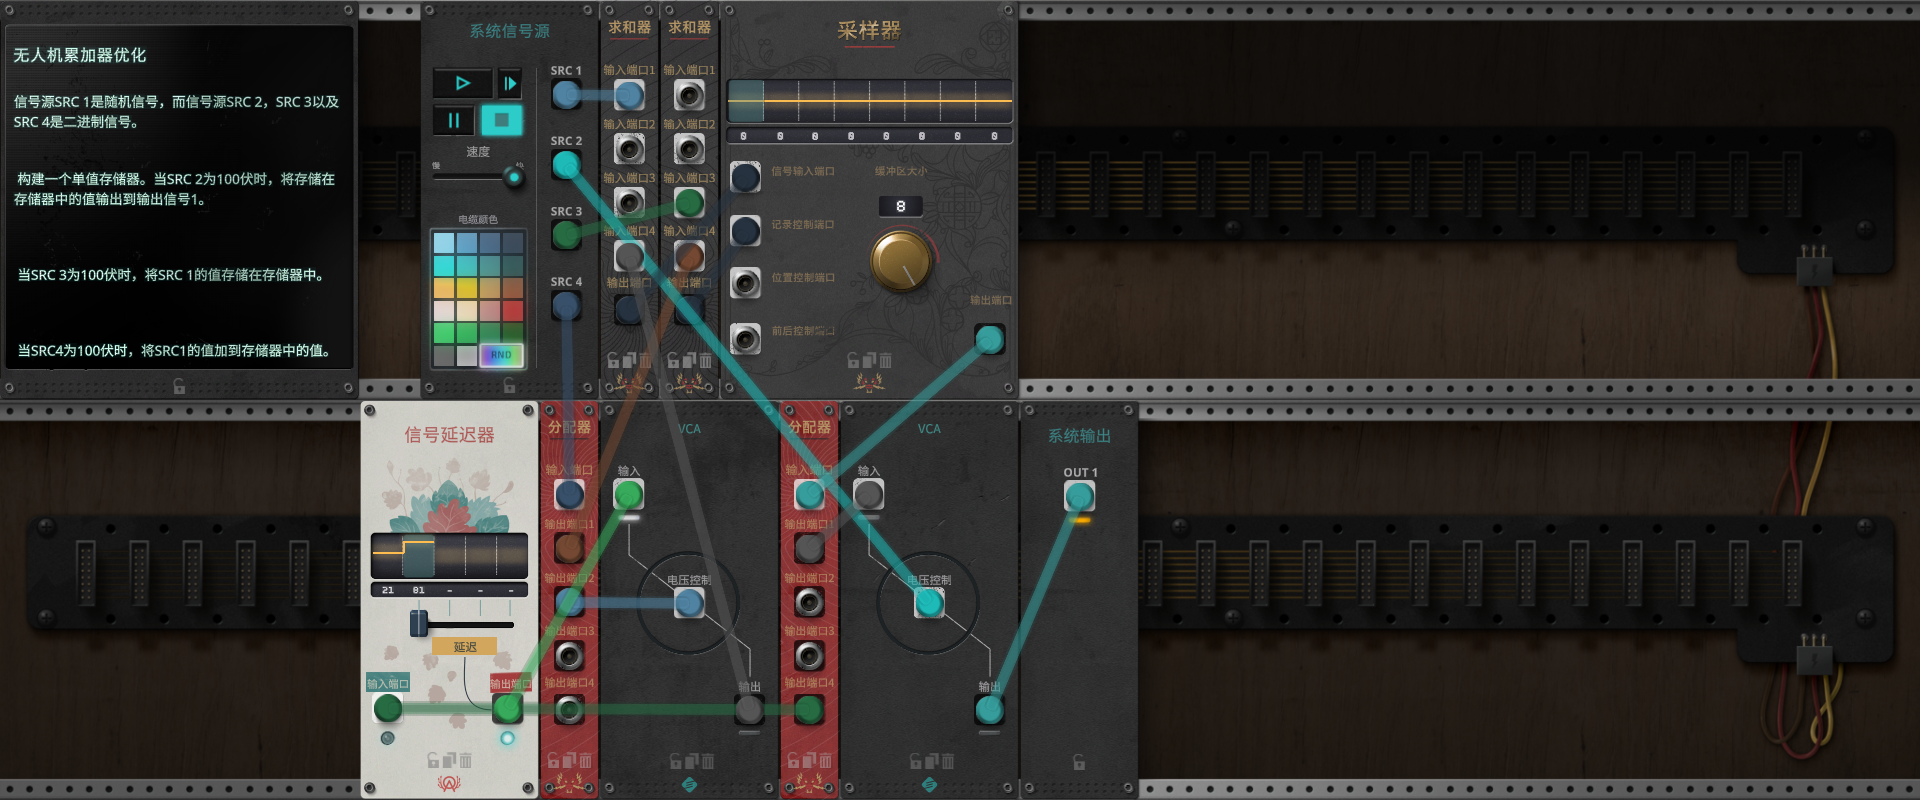 无人机累加器优化
信号源SRC 1是随机信号，而信号源SRC 2，SRC 3以及
SRC 4是二进制信号。
构建一个单值存储器。当SRC 2为100伏时，将存储在
存储器中的值输出到输出信号1。
当SRC 3为100伏时，将SRC 1的值存储在存储器中。
当SRC4为100伏时，将SRC1的值加到存储器中的值。
系统信号源
SRC 1
SRC 2
速度
慢
SRC 3
电缆颜色
SRC 4
RND
求和器
输入端口1
输入端口2
输入端口3
输入端口4
输出端口
求和器
输入端口1
输入端口2
输入端口3
输入端口4
输出端口
采样器
0 0 0 0 0 0 0 0
信号输入端口
缓冲区大小
8
记录控制端口
位置控制端口
输出端口
前后控制端口
信号延迟器
21 81 - - -
延迟
输入端口
输出端口
分配器
输入端口
输出端口1
输出端口2
输出端口3
输出端口4
VCA
输入
电压控制
输出
分配器
输入端口
输出端口1
输出端口2
输出端口3
输出端口4
VCA
输入
电压控制
输出
系统输出
OUT 1